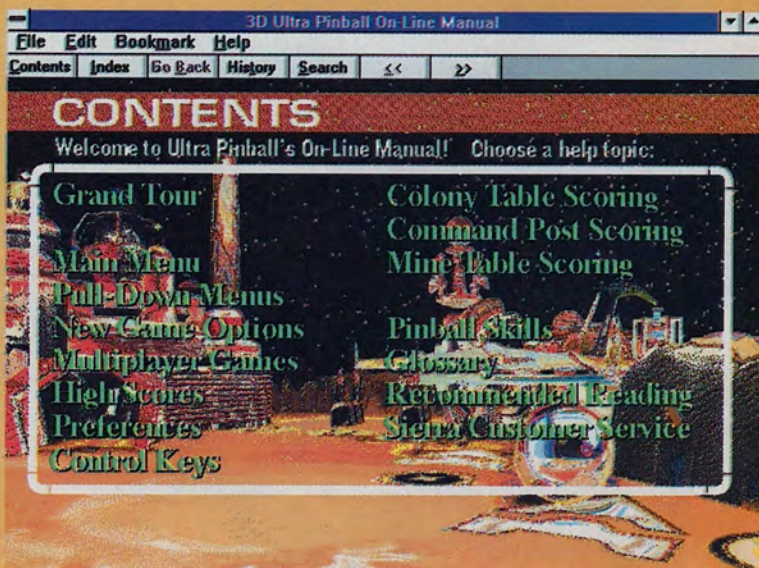 3D Ultra Pinball On-Line Manual
File Edit Bookmark Help
Contents Index Go Back History Search << >>
CONTENTS
Welcome to Ultra Pinball's On-Line Manual! Choose a help topic:
Grand Tour
Main Menu
Pull-Down Menus
New Game Options
Multiplayer Games
High Scores
Preferences
Control Keys
Colony Table Scoring
Command Post Scoring
Mine Table Scoring
Pinball Skills
Glossary
Recommended Reading
Sierra Customer Service